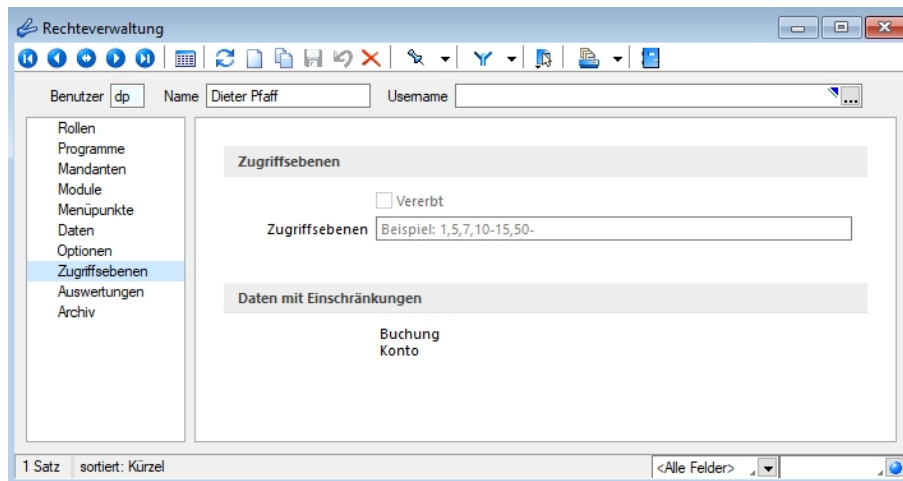 Rechteverwaltung
Benutzer dp Name Dieter Pfaff Username ...
Rollen
Programme
Mandanten
Module
Menüpunkte
Daten
Optionen
Zugriffsebenen
Auswertungen
Archiv
Zugriffsebenen
Vererbt
Zugriffsebenen Beispiel: 1,5,7,10-15,50-
Daten mit Einschränkungen
Buchung
Konto
1 Satz sortiert: Kürzel <Alle Felder>